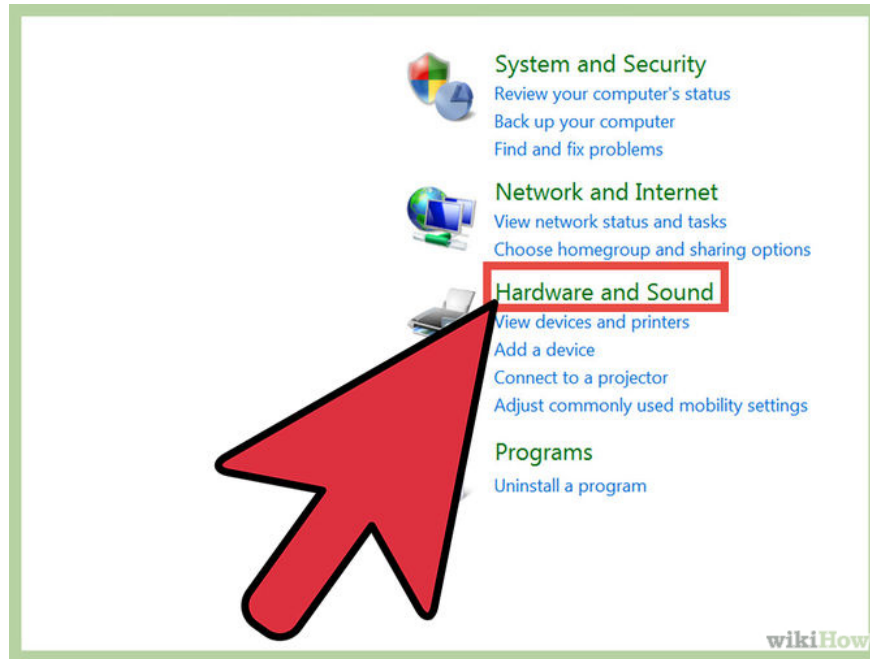 System and Security
Review your computer's status
Back up your computer
Find and fix problems
Network and Internet
View network status and tasks
Choose homegroup and sharing options
Hardware and Sound
View devices and printers
Add a device
Connect to a projector
Adjust commonly used mobility settings
Programs
Uninstall a program
wikiHow